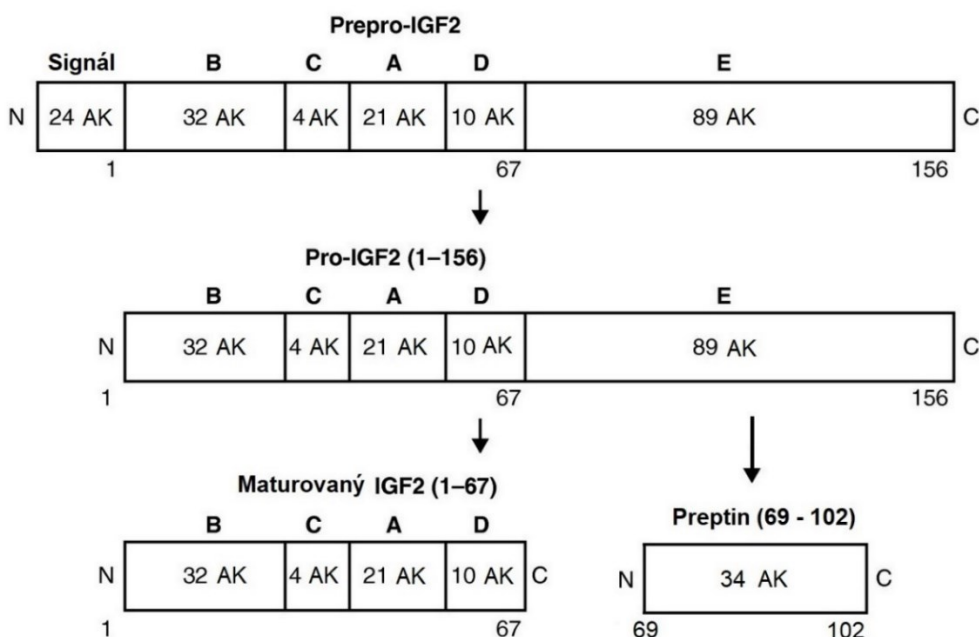 Prepro-IGF2
Signál B C A D E
N 24 AK 32 AK 4 AK 21 AK 10 AK 89 AK C
1 67 156
Pro-IGF2 (1–156)
B C A D E
N 32 AK 4 AK 21 AK 10 AK 89 AK C
1 67 156
Maturovaný IGF2 (1–67)
Preptin (69 - 102)
B C A D
N 32 AK 4 AK 21 AK 10 AK C N 34 AK C
1 67 69 102